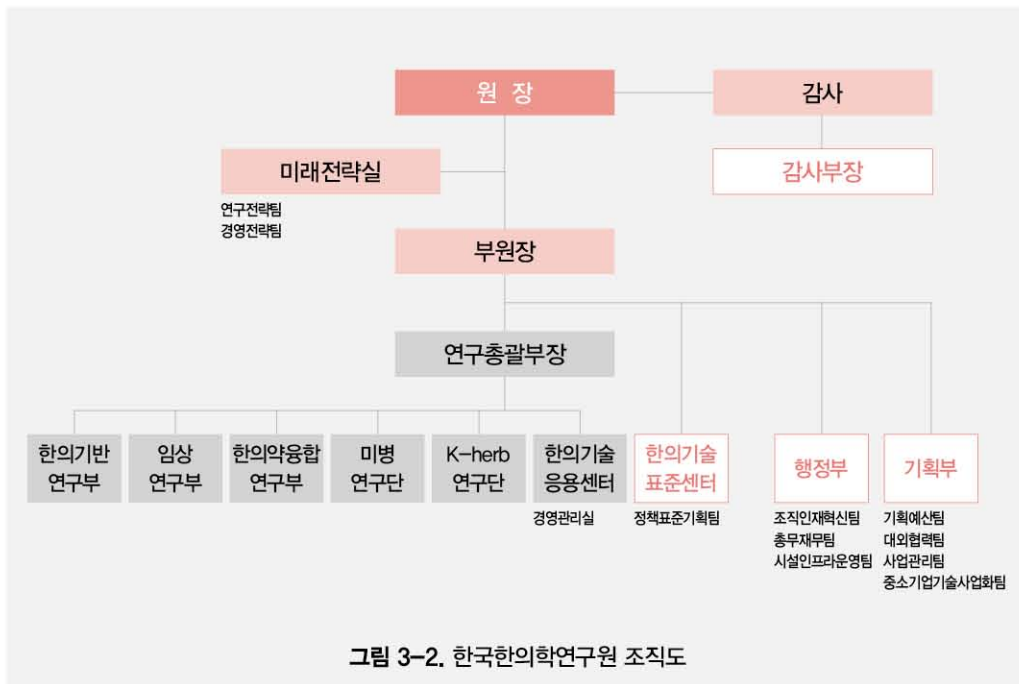 원 장
감사
미래전략실
감사부장
연구전략팀
경영전략팀
부원장
연구총괄부장
한의기반
연구부
임상
연구부
한의약융합
연구부
미병
연구단
K-herb
연구단
한의기술
응용센터
경영관리실
한의기술
표준센터
정책표준기획팀
행정부
조직인재혁신팀
총무재무팀
시설인프라운영팀
기획부
기획예산팀
대외협력팀
사업관리팀
중소기업기술사업화팀
그림 3-2. 한국한의학연구원 조직도